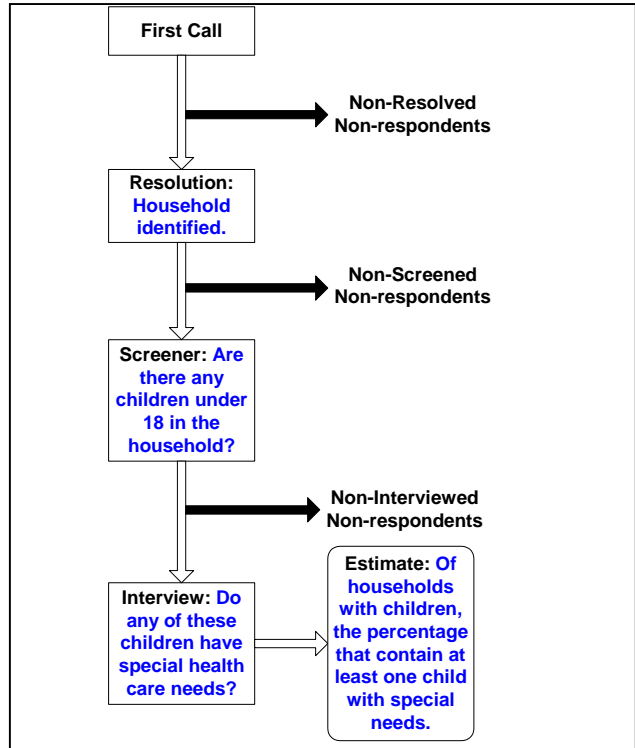 First Call
Non-Resolved
Non-respondents
Resolution:
Household
identified.
Non-Screened
Non-respondents
Screener: Are
there any
children under
18 in the
household?
Non-Interviewed
Non-respondents
Interview: Do
any of these
children have
special health
care needs?
Estimate: Of
households
with children,
the percentage
that contain at
least one child
with special
needs.